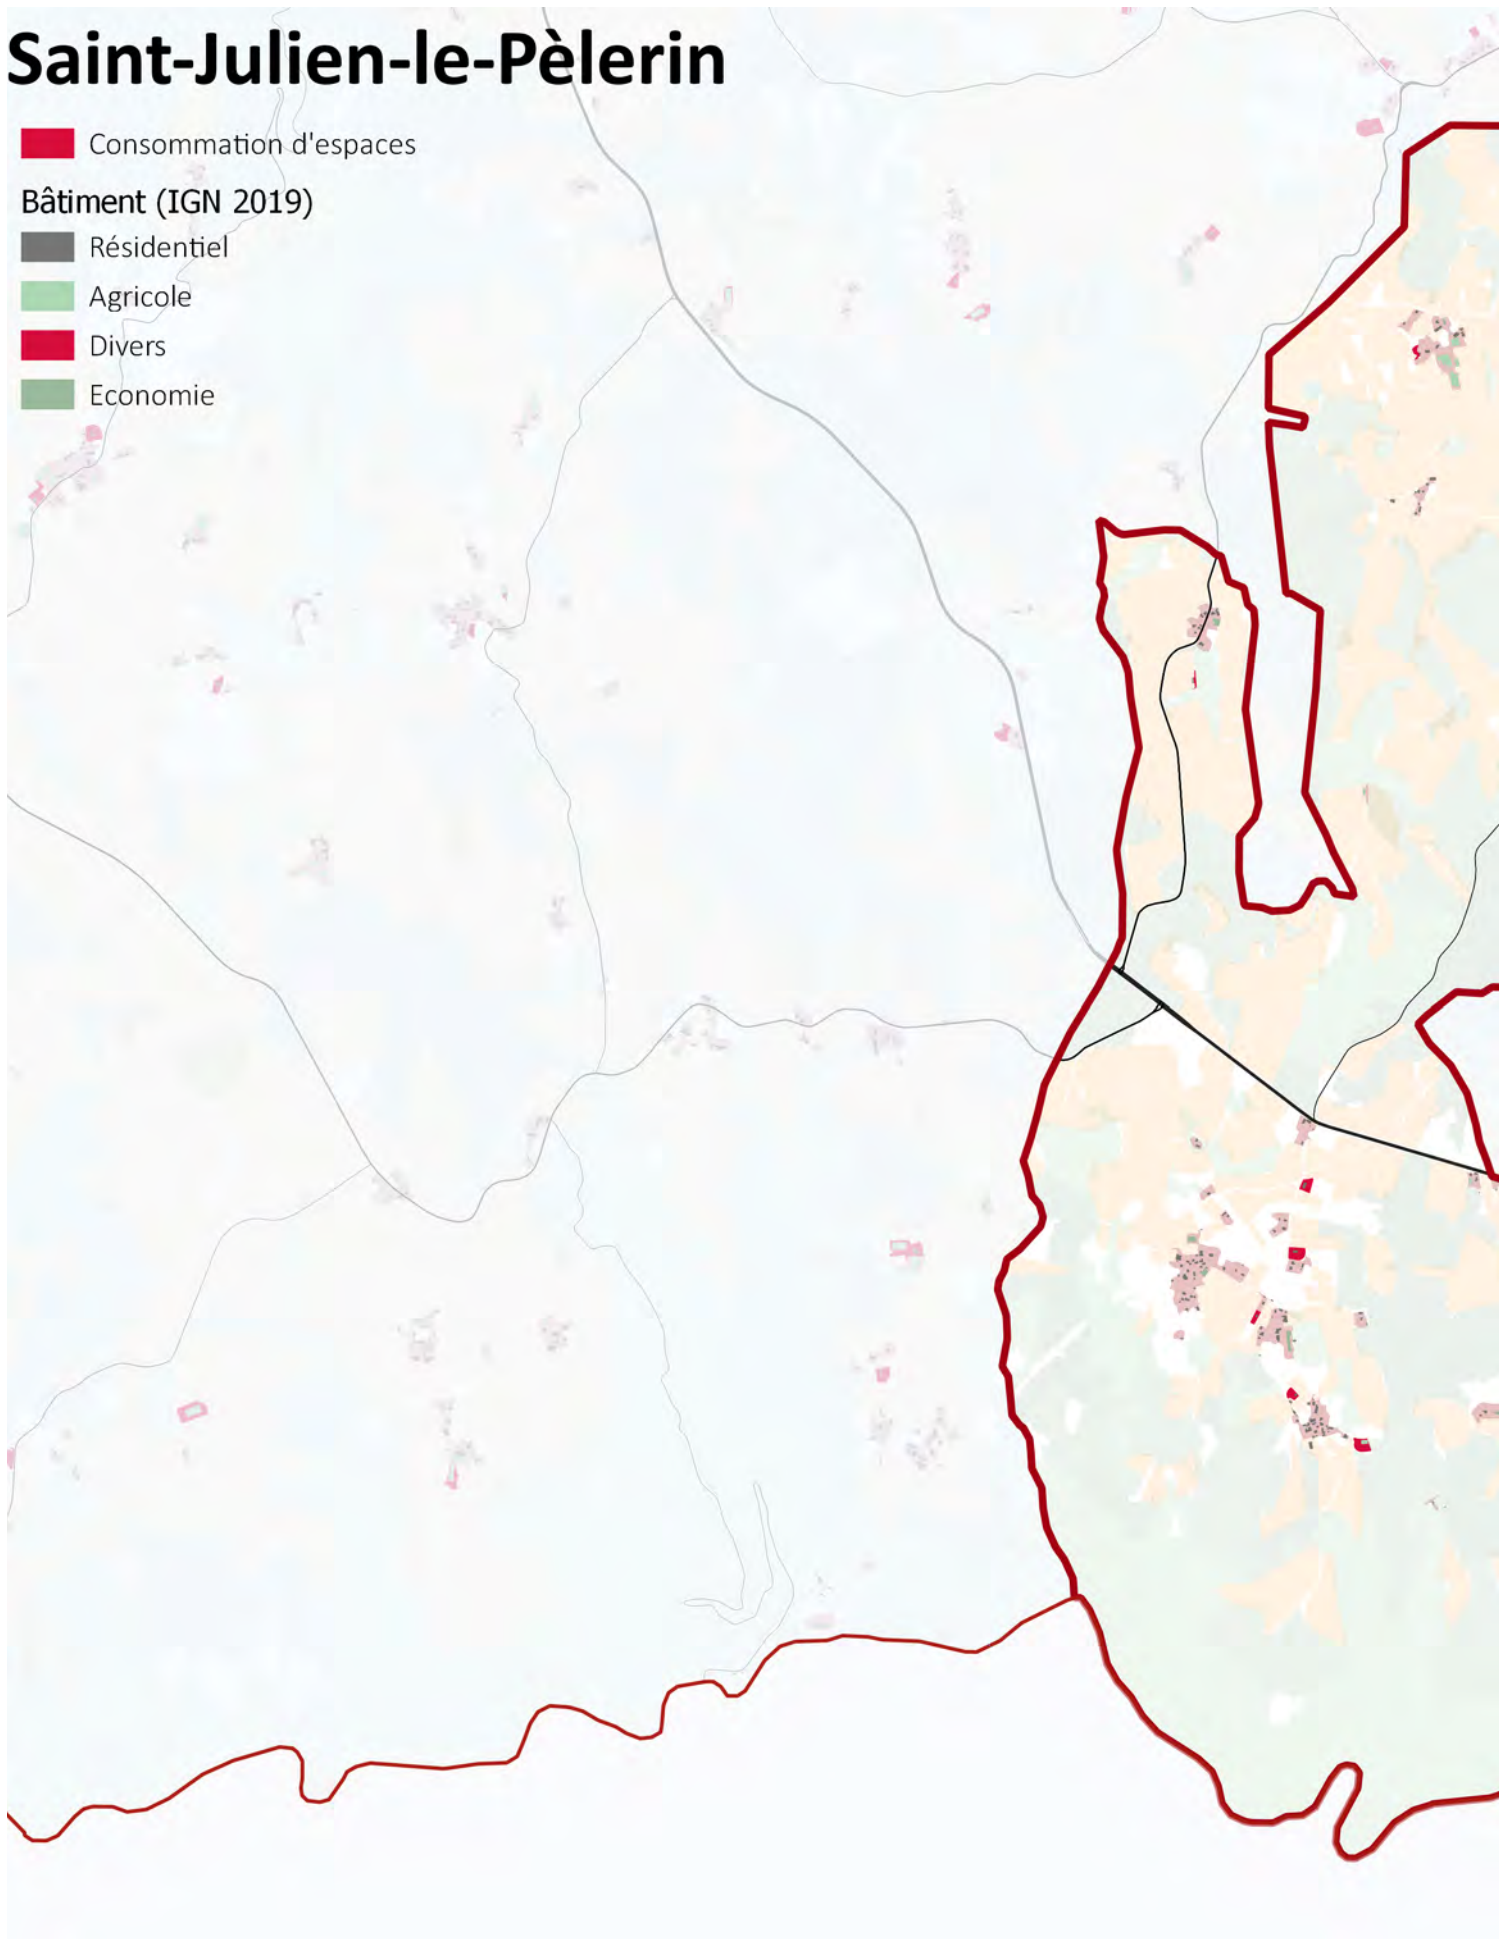 Saint-Julien-le-Pèlerin
Consommation d'espaces
Bâtiment (IGN 2019)
Résidentiel
Agricole
Divers
Economie